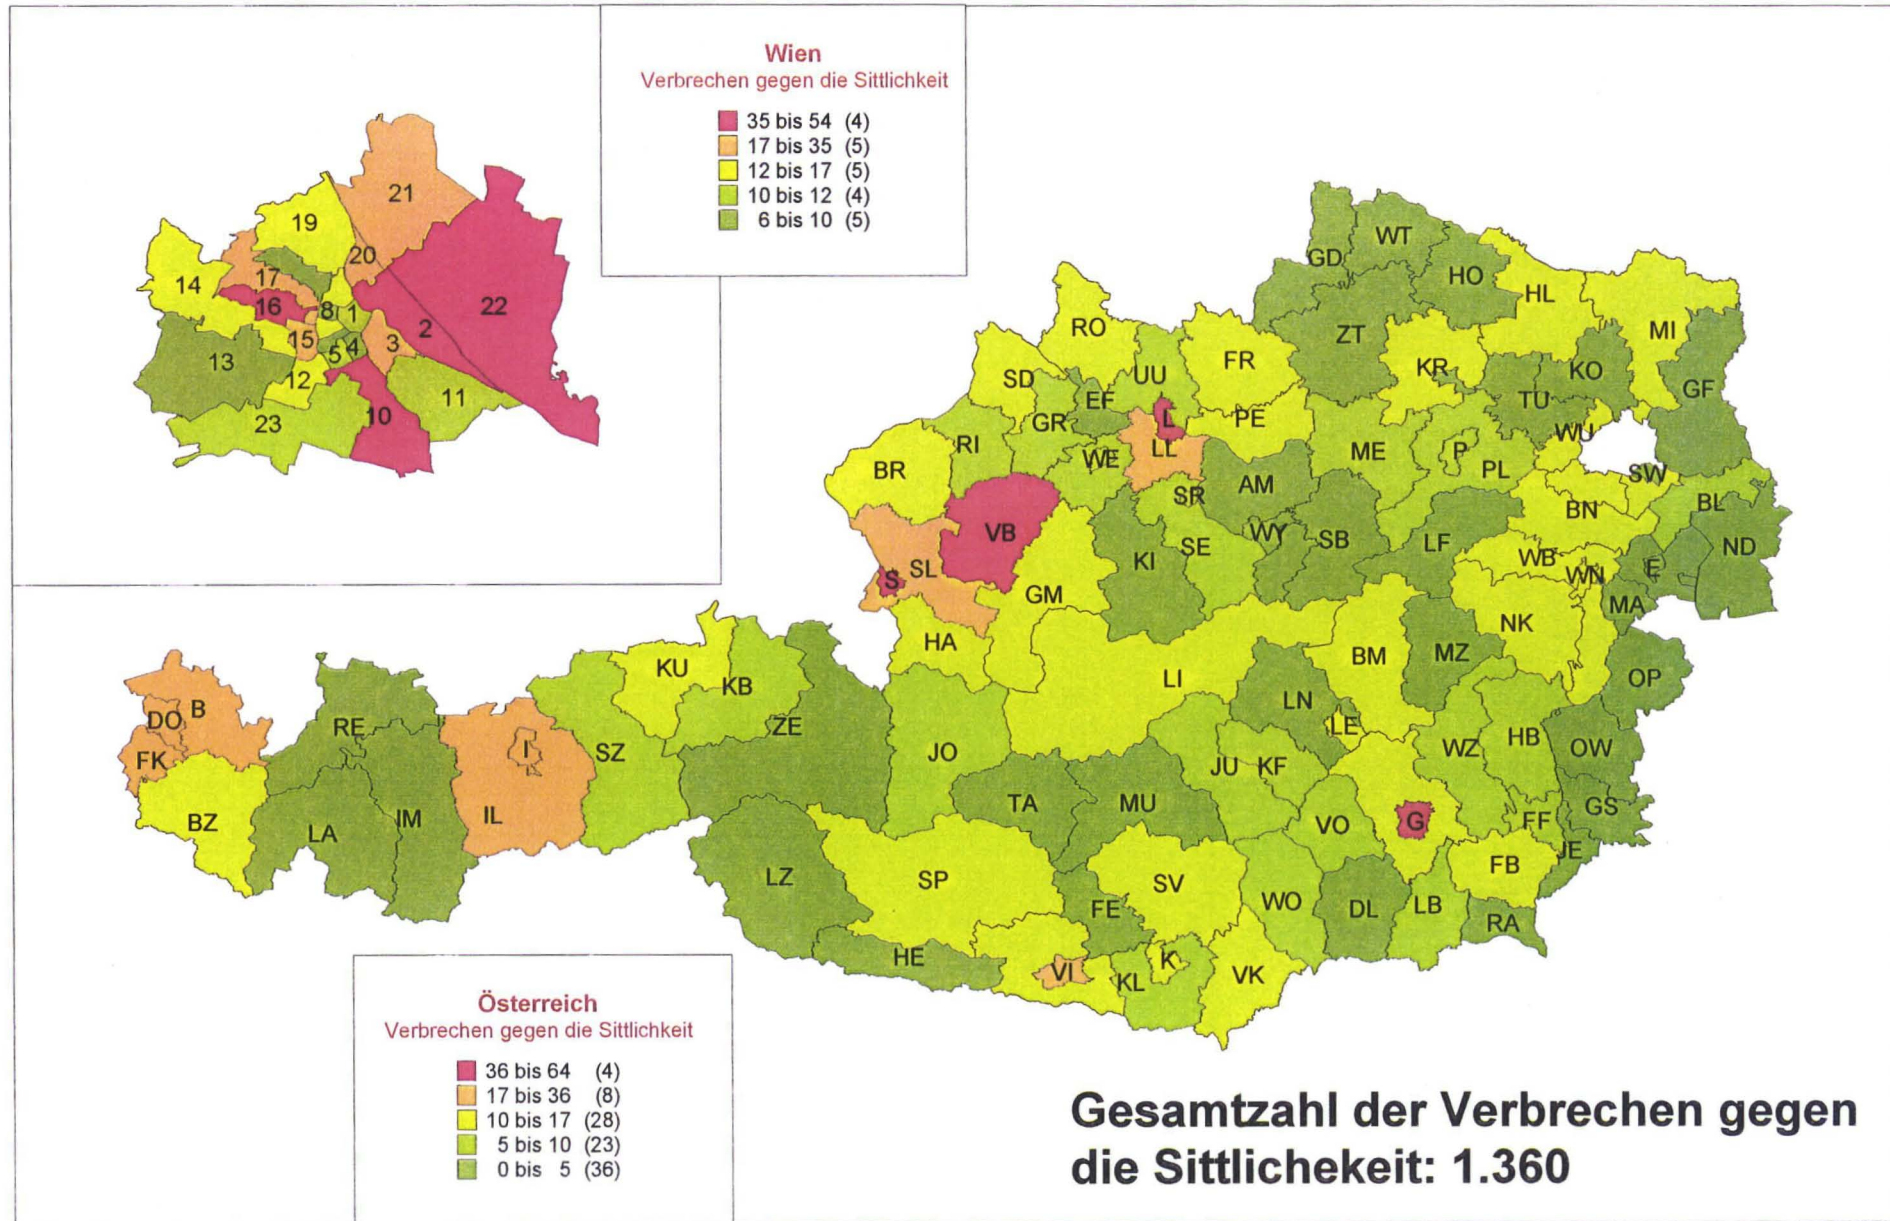 Wien
Verbrechen gegen die Sittlichkeit
35 bis 54 (4)
17 bis 35 (5)
12 bis 17 (5)
10 bis 12 (4)
6 bis 10 (5)
21
19
20
14
17
22
16
8
1
2
15
3
13
5
4
12
11
10
23
GD
WT
HO
HL
RO
MI
ZT
FR
KR
SD
UU
KO
GF
EF
TU
GR
L
PE
WU
RI
LL
ME
P
PL
BR
WE
SW
AM
SR
BL
BN
VB
WY
SB
LF
ND
KI
SE
WB
E
SL
S
WN
GM
MA
NK
HA
BM
MZ
KU
LI
OP
KB
LN
B
DO
RE
ZE
LE
HB
WZ
OW
I
SZ
JO
JU
KF
FK
TA
MU
GS
IL
IM
BZ
LA
VO
G
FF
JE
FB
LZ
SP
SV
WO
DL
LB
FE
RA
HE
VI
K
KL
VK
Österreich
Verbrechen gegen die Sittlichkeit
36 bis 64 (4)
17 bis 36 (8)
10 bis 17 (28)
5 bis 10 (23)
0 bis 5 (36)
Gesamtzahl der Verbrechen gegen
die Sittlichekeit: 1.360